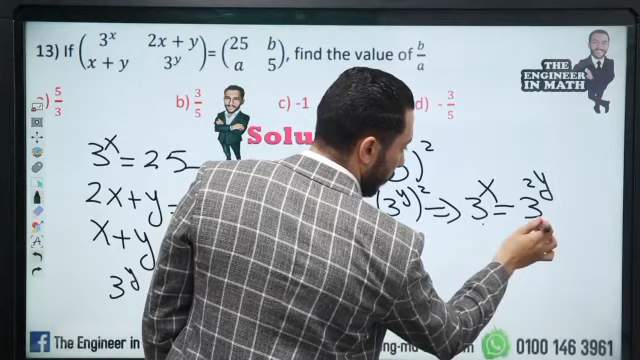 13) If ( 3^x 2x + y ) = ( 25 b ), find the value of b/a
( x + y 3^y ) ( a 5 )
THE ENGINEER IN MATH
5/3 b) 3/5 c) -1 d) - 3/5
Solu
3^x = 25
)^2
2x + y =
(3^y)^2 ⇒ 3^x = 3^2y
x + y
3^y
The Engineer in
0100 146 3961